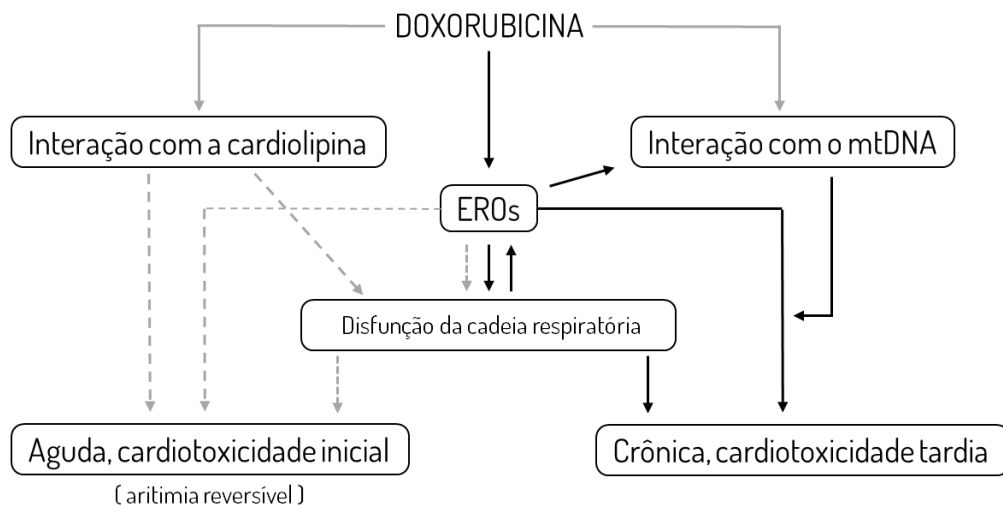 DOXORUBICINA
Interação com a cardiolipina
Interação com o mtDNA
EROs
Disfunção da cadeia respiratória
Aguda, cardiotoxicidade inicial
( aritimia reversível )
Crônica, cardiotoxicidade tardia